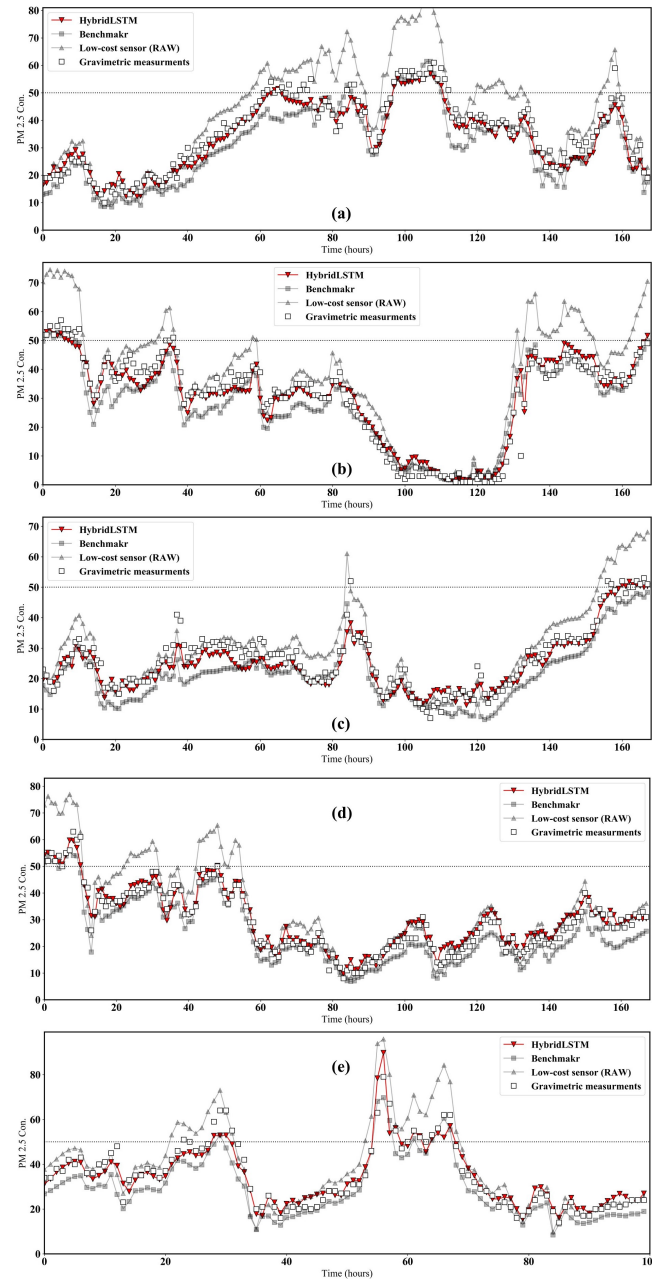 HybridLSTM
Benchmakr
Low-cost sensor (RAW)
Gravimetric measurments
PM 2.5 Con.
80
70
60
50
40
30
20
10
0
(a)
0 20 40 60 80 100 120 140 160
Time (hours)
HybridLSTM
Benchmakr
Low-cost sensor (RAW)
Gravimetric measurments
PM 2.5 Con.
70
60
50
40
30
20
10
0
(b)
0 20 40 60 80 100 120 140 160
Time (hours)
HybridLSTM
Benchmakr
Low-cost sensor (RAW)
Gravimetric measurments
PM 2.5 Con.
70
60
50
40
30
20
10
0
(c)
0 20 40 60 80 100 120 140 160
Time (hours)
(d)
HybridLSTM
Benchmakr
Low-cost sensor (RAW)
Gravimetric measurments
PM 2.5 Con.
80
70
60
50
40
30
20
10
0
0 20 40 60 80 100 120 140 160
Time (hours)
(e)
HybridLSTM
Benchmakr
Low-cost sensor (RAW)
Gravimetric measurments
PM 2.5 Con.
80
60
40
20
0
0 20 40 60 80 100
Time (hours)